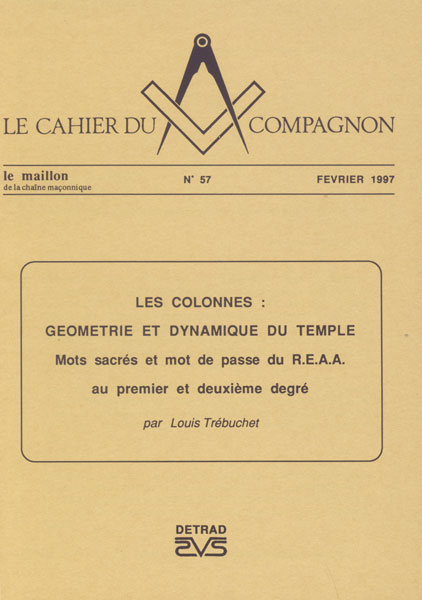 LE CAHIER DU COMPAGNON
le maillon
de la chaîne maçonnique
N° 57
FEVRIER 1997
LES COLONNES :
GEOMETRIE ET DYNAMIQUE DU TEMPLE
Mots sacrés et mot de passe du R.E.A.A.
au premier et deuxième degré
par Louis Trébuchet
DETRAD
SVS